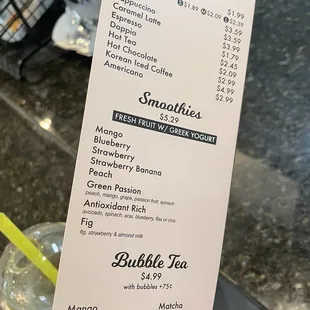 Cappuccino
$1.89 $2.09 $2.39
$1.99
Caramel Latte
$3.59
Espresso
$3.59
Doppio
$3.99
Hot Tea
$1.79
Hot Chocolate
$2.45
Korean Iced Coffee
$2.09
Americano
$2.99
$4.99
$2.99
Smoothies
$5.29
FRESH FRUIT W/ GREEK YOGURT
Mango
Blueberry
Strawberry
Strawberry Banana
Peach
Green Passion
peach, mango, grape, passion fruit, spinach
Antioxidant Rich
avocado, spinach, acai, blueberry, flax or chia
Fig
fig, strawberry & almond milk
Bubble Tea
$4.99
with bubbles +75¢
Mango
Matcha